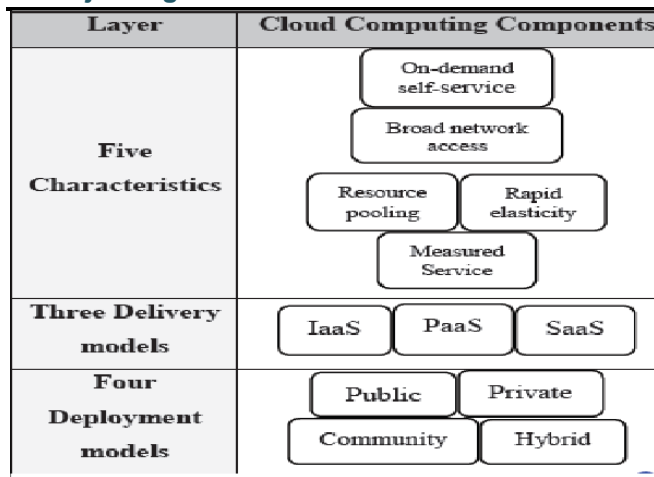 Layer
Cloud Computing Components
Five
Characteristics
On-demand
self-service
Broad network
access
Resource
pooling
Rapid
elasticity
Measured
Service
Three Delivery
models
IaaS
PaaS
SaaS
Four
Deployment
models
Public
Private
Community
Hybrid